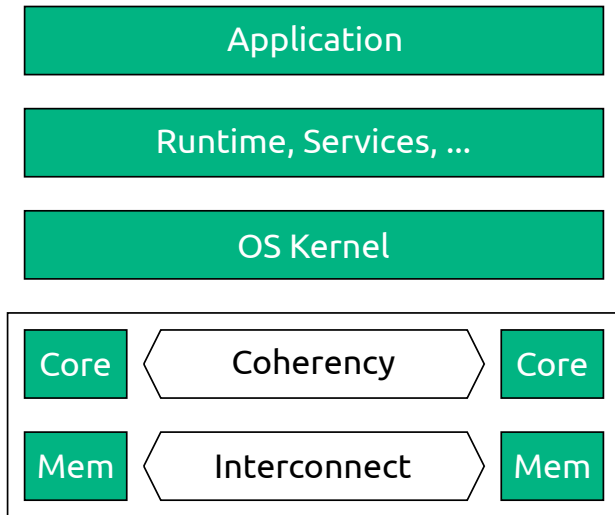 Application
Runtime, Services, ...
OS Kernel
Core Coherency Core
Mem Interconnect Mem